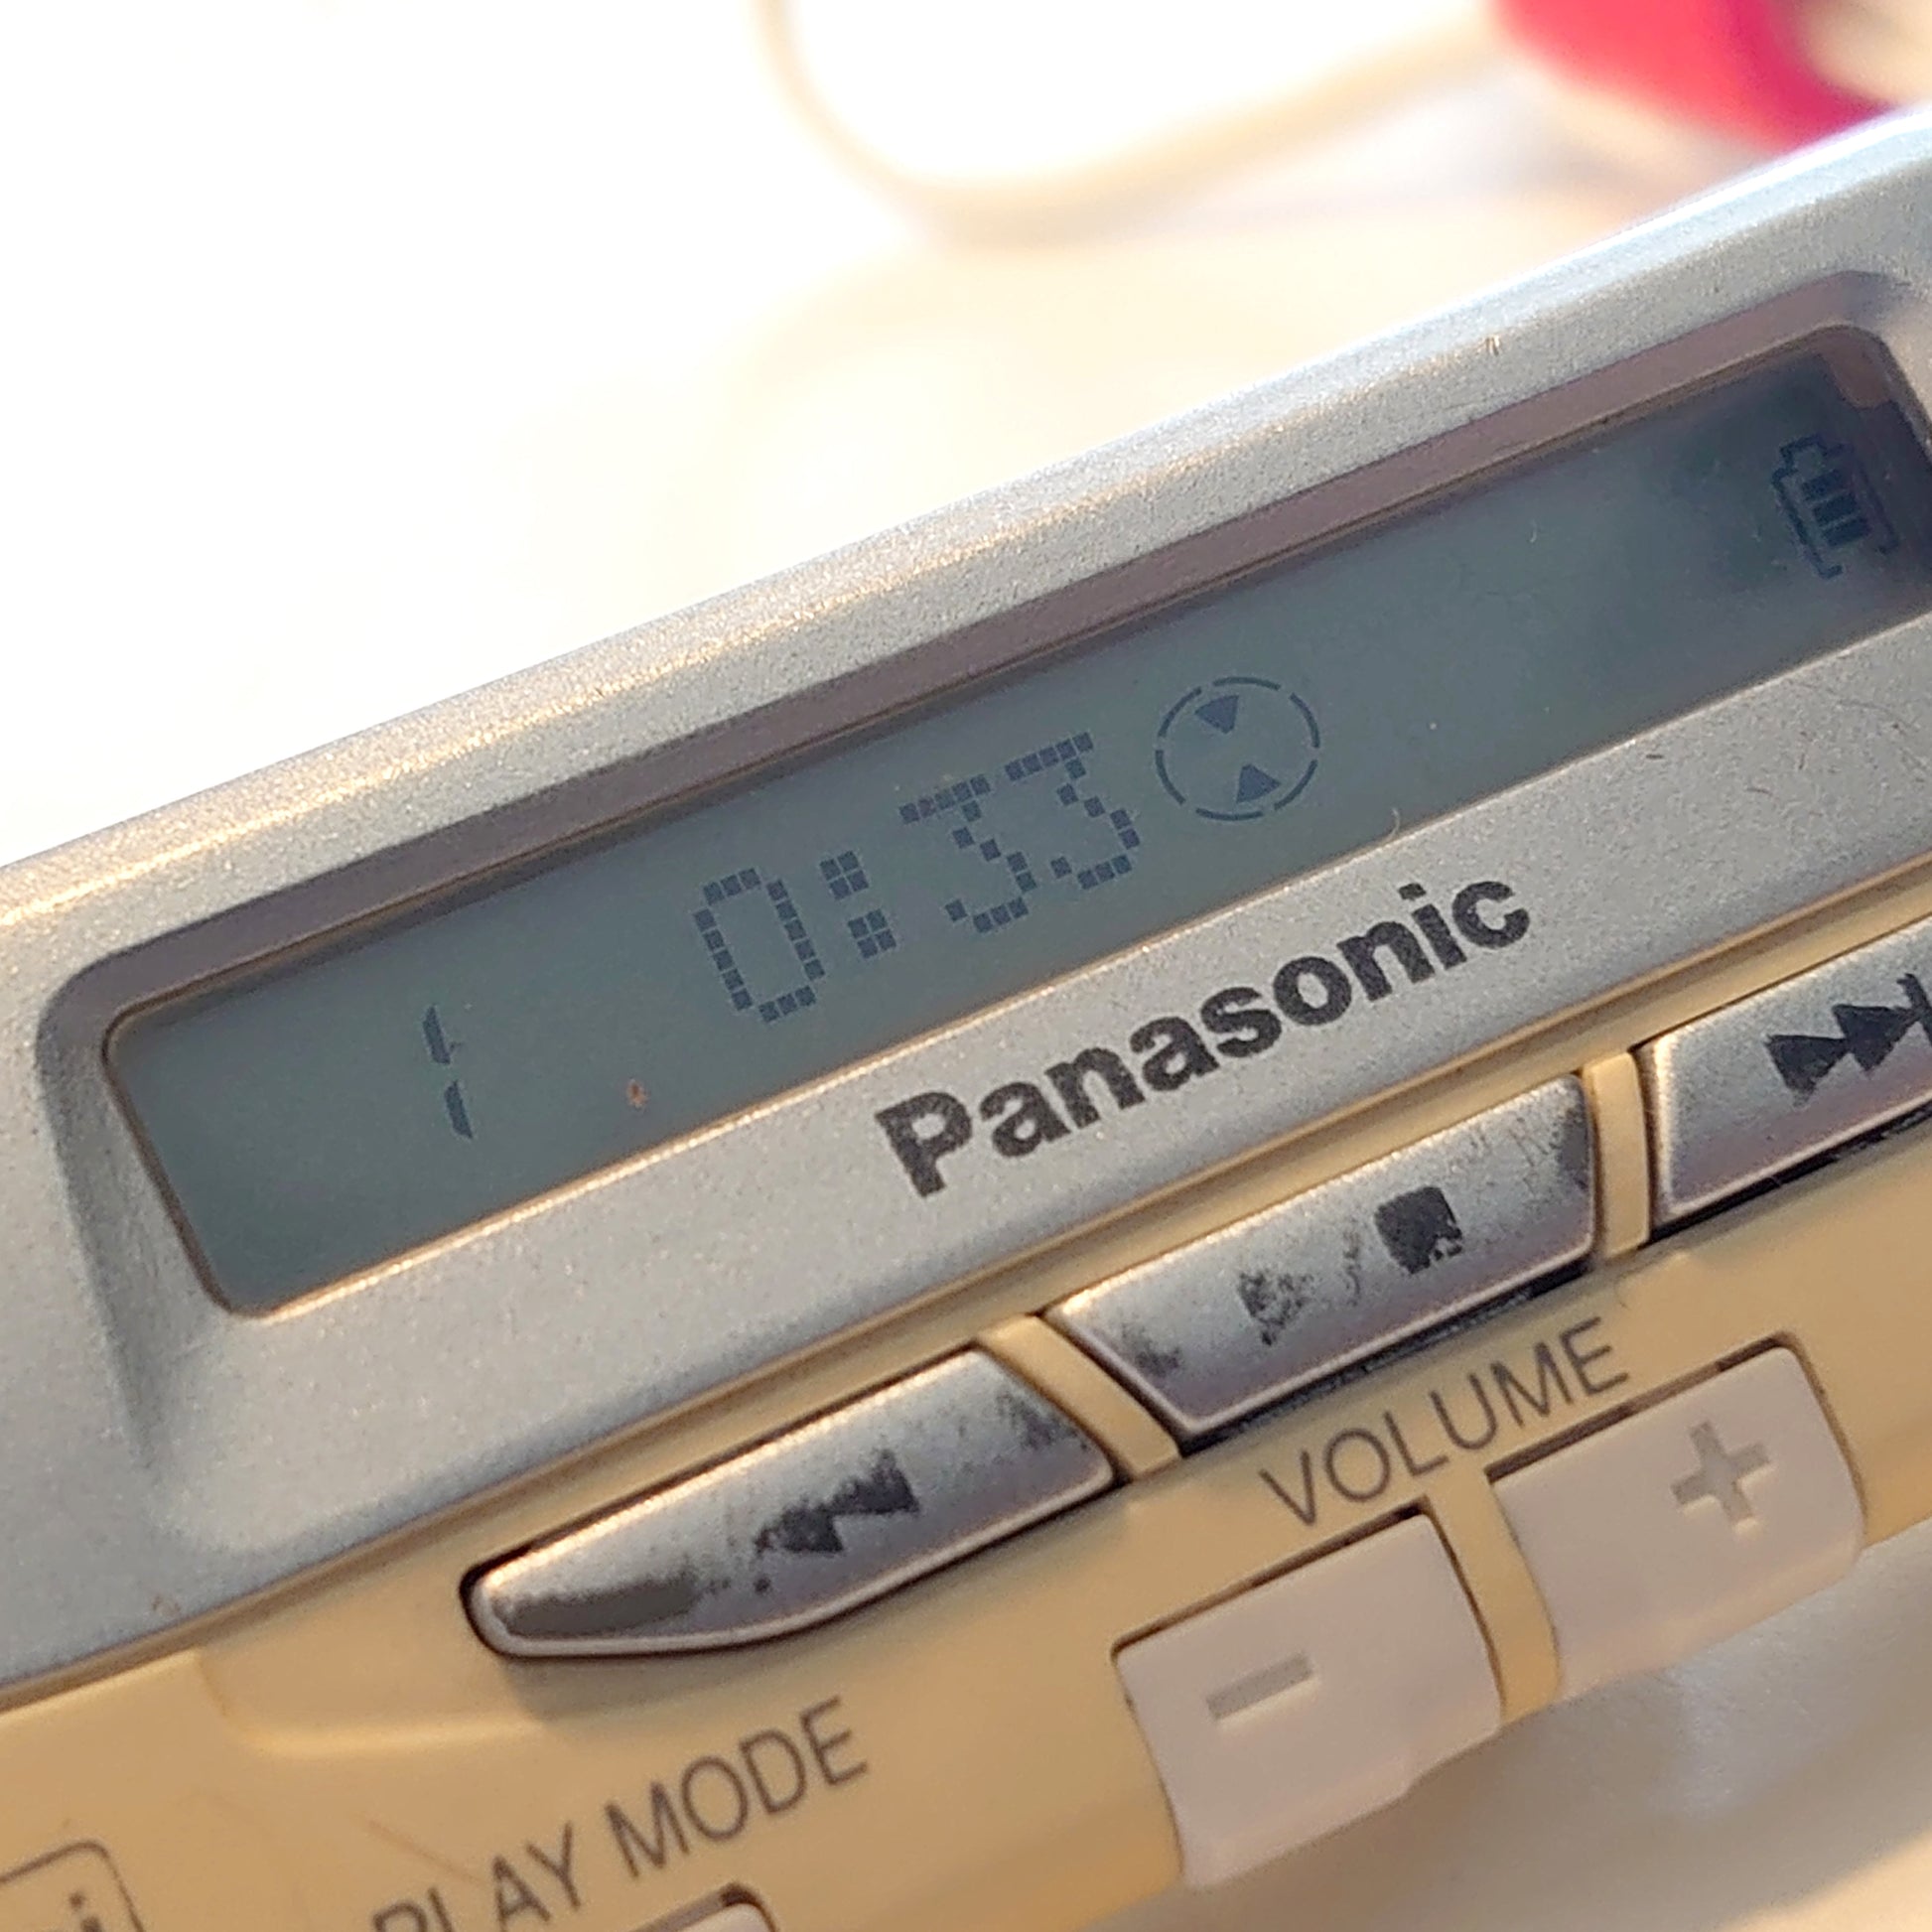 1 0:33
Panasonic
VOLUME
- +
PLAY MODE